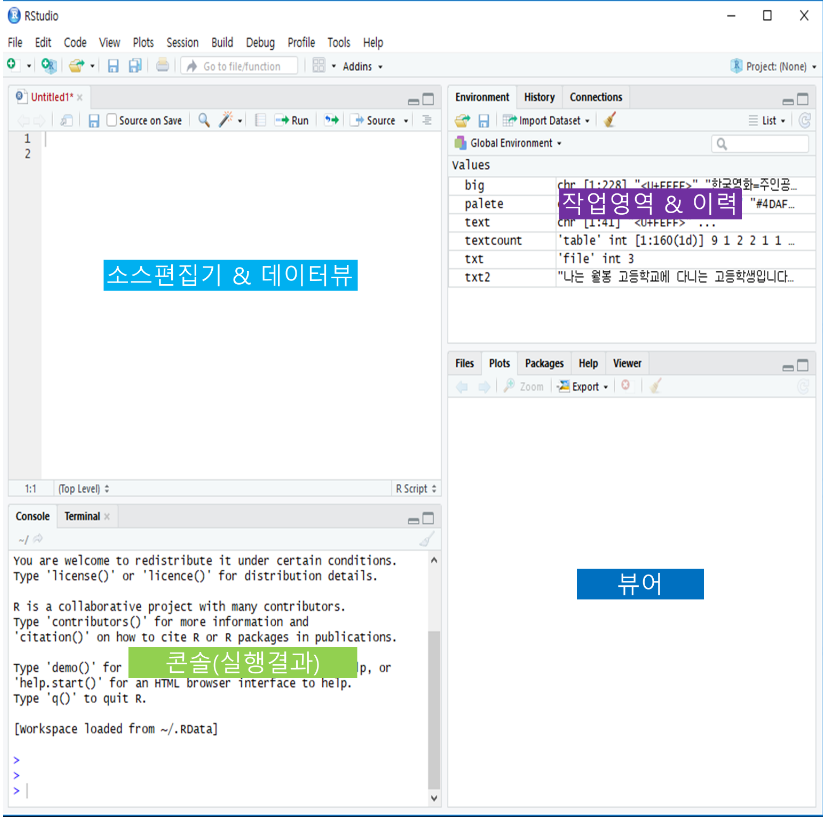 RStudio
File Edit Code View Plots Session Build Debug Profile Tools Help
Go to file/function Addins Project: (None)
Untitled1*
Source on Save Run Source
1
2
소스편집기 & 데이터뷰
1:1 (Top Level) R Script
Console Terminal
~/
You are welcome to redistribute it under certain conditions.
Type 'license()' or 'licence()' for distribution details.
R is a collaborative project with many contributors.
Type 'contributors()' for more information and
'citation()' on how to cite R or R packages in publications.
Type 'demo()' for lp, or
콘솔(실행결과)
'help.start()' for an HTML browser interface to help.
Type 'q()' to quit R.
[Workspace loaded from ~/.RData]
>
>
>
Environment History Connections
Import Dataset List
Global Environment
Values
big chr [1:228] "<U+FEFF>" "한국영화=주인공…
작업영역 & 이력
palete "#4DAF…
text chr [1:41] "<U+FEFF> ...
textcount 'table' int [1:160(1d)] 9 1 2 2 1 1 …
txt 'file' int 3
txt2 "나는 월봉 고등학교에 다니는 고등학생입니다…
Files Plots Packages Help Viewer
Zoom Export
뷰어